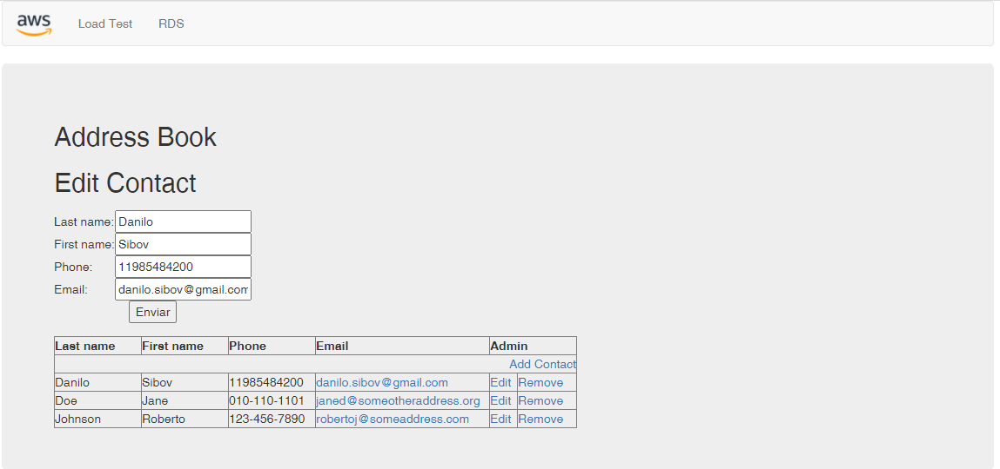 aws Load Test RDS
Address Book
Edit Contact
Last name: Danilo
First name: Sibov
Phone: 11985484200
Email: danilo.sibov@gmail.com
Enviar
Last name First name Phone Email Admin
Add Contact
Danilo Sibov 11985484200 danilo.sibov@gmail.com Edit Remove
Doe Jane 010-110-1101 janed@someotheraddress.org Edit Remove
Johnson Roberto 123-456-7890 robertoj@someaddress.com Edit Remove